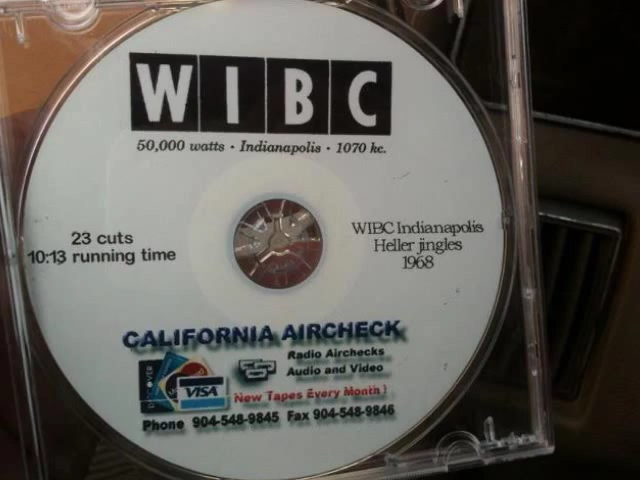 WIBC
50,000 watts · Indianapolis · 1070 kc.
23 cuts
10:13 running time
WIBC Indianapolis
Heller jingles
1968
CALIFORNIA AIRCHECK
Radio Airchecks
Audio and Video
DISCOVER
VISA
New Tapes Every Month!
Phone 904-548-9845 Fax 904-548-9846